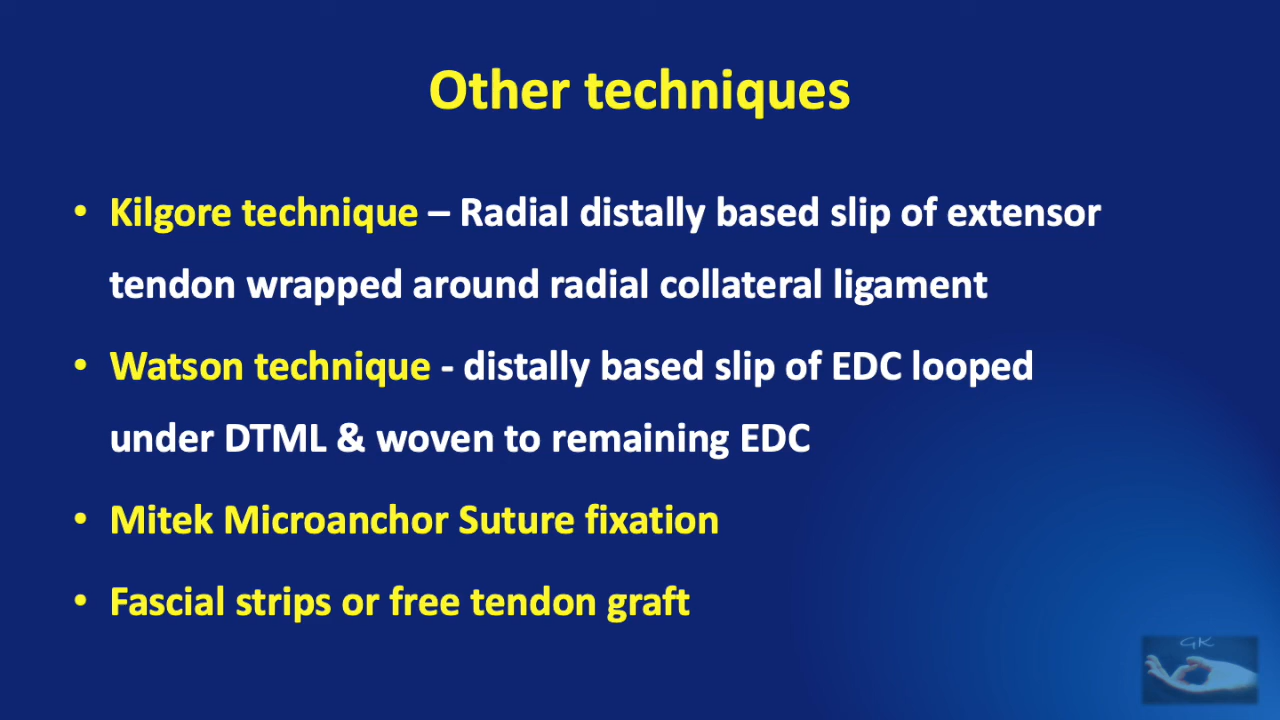 Other techniques
• Kilgore technique – Radial distally based slip of extensor
tendon wrapped around radial collateral ligament
• Watson technique - distally based slip of EDC looped
under DTML & woven to remaining EDC
• Mitek Microanchor Suture fixation
• Fascial strips or free tendon graft
GK